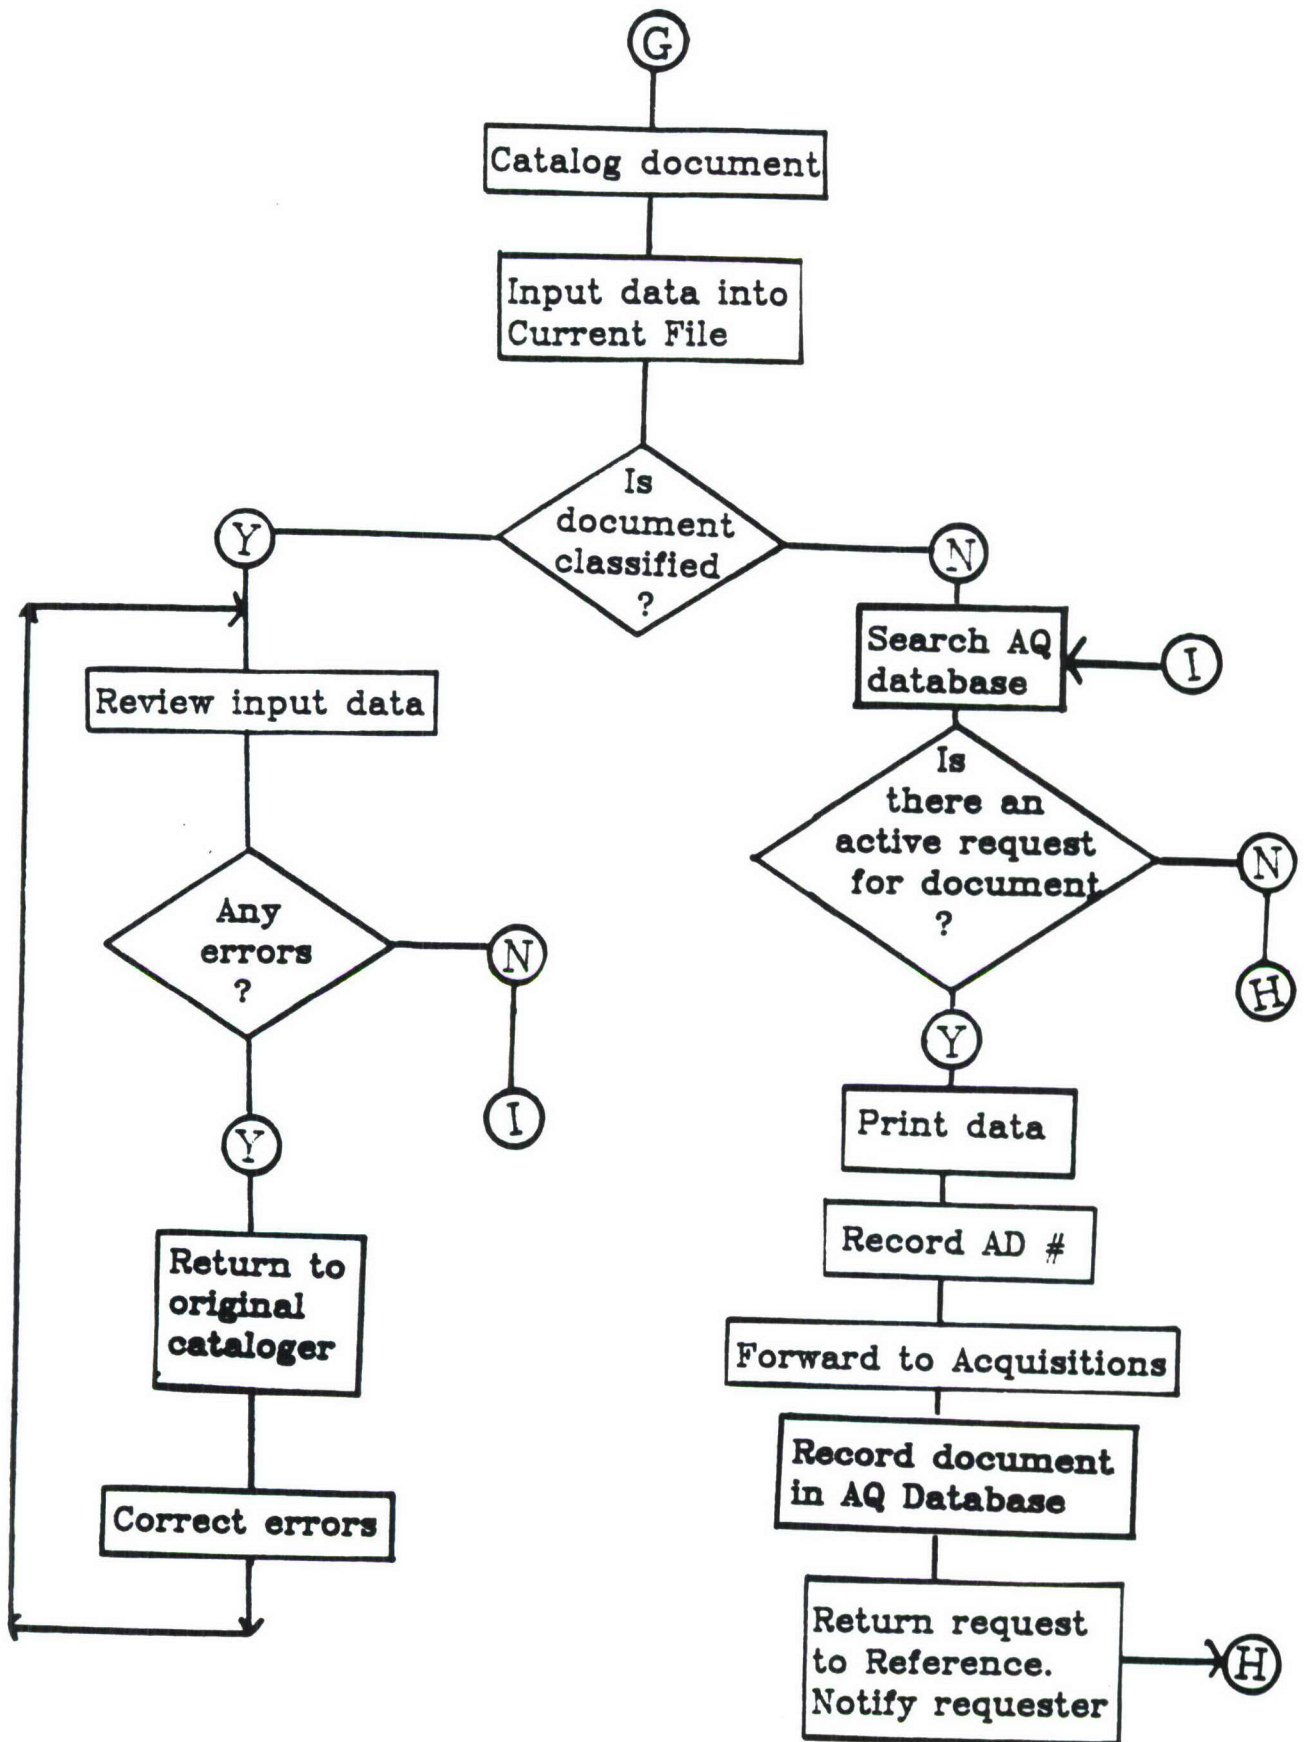 G
Catalog document
Input data into
Current File
Is
document
classified
?
Y
N
Review input data
Any
errors
?
N
I
Y
Return to
original
cataloger
Correct errors
Search AQ
database
I
Is
there an
active request
for document
?
N
H
Y
Print data
Record AD #
Forward to Acquisitions
Record document
in AQ Database
Return request
to Reference.
Notify requester
H